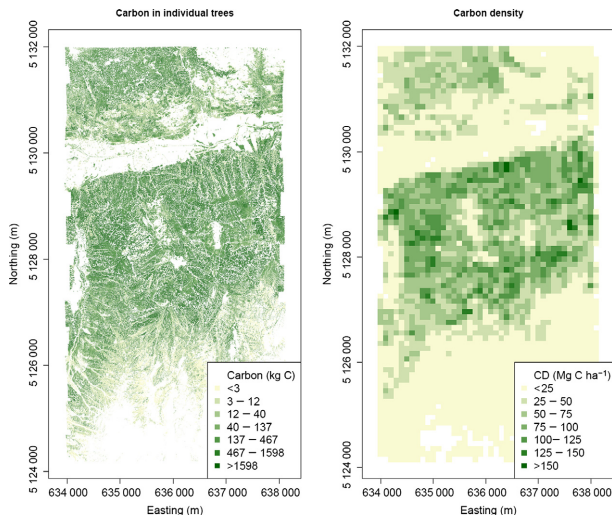 Carbon in individual trees
Northing (m)
5 132 000
5 130 000
5 128 000
5 126 000
5 124 000
Carbon (kg C)
<3
3 – 12
12 – 40
40 – 137
137 – 467
467 – 1598
>1598
634 000 635 000 636 000 637 000 638 000
Easting (m)
Carbon density
Northing (m)
5 132 000
5 130 000
5 128 000
5 126 000
5 124 000
CD (Mg C ha⁻¹)
<25
25 – 50
50 – 75
75 – 100
100 – 125
125 – 150
>150
634 000 635 000 636 000 637 000 638 000
Easting (m)